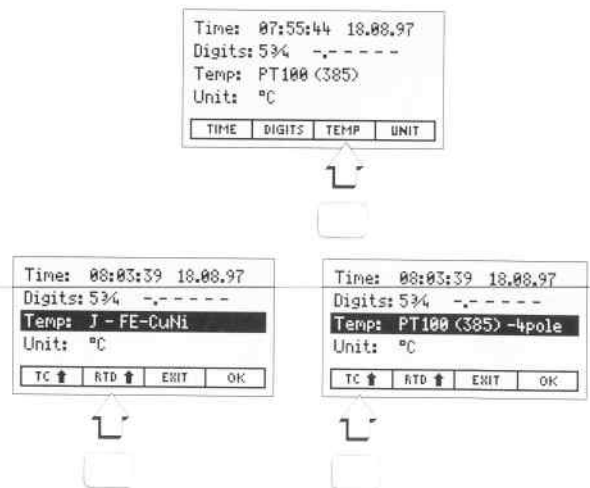 Time: 07:55:44 18.08.97
Digits: 5¾ -.-----
Temp: PT100 (385)
Unit: °C
TIME DIGITS TEMP UNIT
Time: 08:03:39 18.08.97
Digits: 5¾ -.-----
Temp: J - FE-CuNi
Unit: °C
TC ⬆ RTD ⬆ EXIT OK
Time: 08:03:39 18.08.97
Digits: 5¾ -.-----
Temp: PT100 (385) -4pole
Unit: °C
TC ⬆ RTD ⬆ EXIT OK